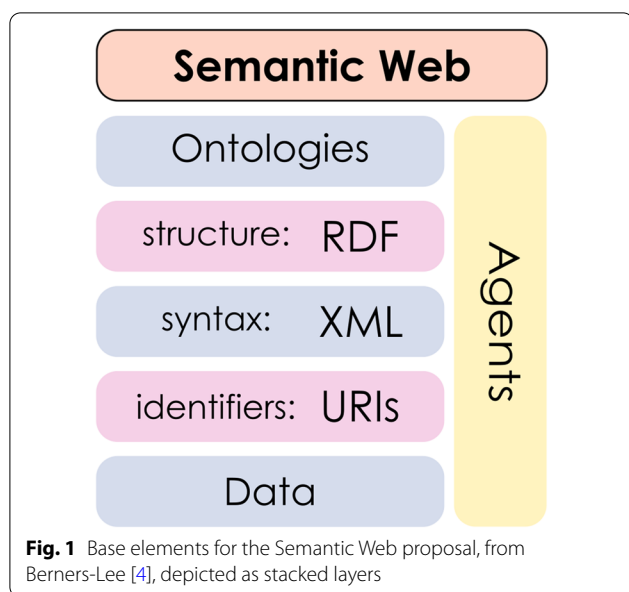 Semantic Web
Ontologies
structure: RDF
syntax: XML
identifiers: URIs
Data
Agents
Fig. 1 Base elements for the Semantic Web proposal, from
Berners-Lee [4], depicted as stacked layers